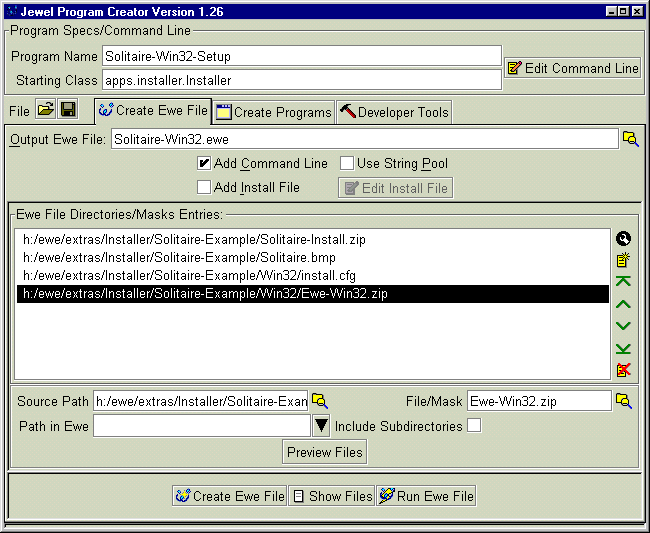 Jewel Program Creator Version 1.26
Program Specs/Command Line
Program Name Solitaire-Win32-Setup
Edit Command Line
Starting Class apps.installer.Installer
File Create Ewe File Create Programs Developer Tools
Output Ewe File: Solitaire-Win32.ewe
Add Command Line Use String Pool
Add Install File Edit Install File
Ewe File Directories/Masks Entries:
h:/ewe/extras/Installer/Solitaire-Example/Solitaire-Install.zip
h:/ewe/extras/Installer/Solitaire-Example/Solitaire.bmp
h:/ewe/extras/Installer/Solitaire-Example/Win32/install.cfg
h:/ewe/extras/Installer/Solitaire-Example/Win32/Ewe-Win32.zip
Source Path h:/ewe/extras/Installer/Solitaire-Exan File/Mask Ewe-Win32.zip
Path in Ewe Include Subdirectories
Preview Files
Create Ewe File Show Files Run Ewe File